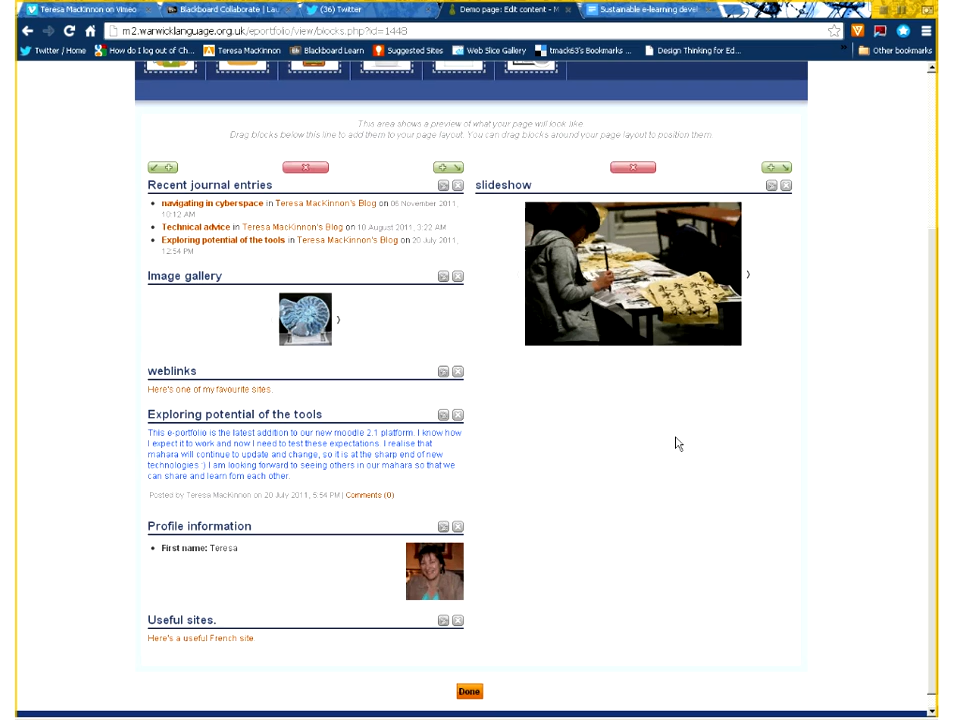 Teresa MacKinnon on Vimeo
Blackboard Collaborate | Lau
(36) Twitter
Demo page: Edit content - M
Sustainable e-learning devel
m2.warwicklanguage.org.uk/eportfolio/view/blocks.php?id=1448
Twitter / Home
How do I log out of Ch...
Teresa MacKinnon
Blackboard Learn
Suggested Sites
Web Slice Gallery
tmack63's Bookmarks ...
Design Thinking for Ed...
Other bookmarks
This area shows a preview of what your page will look like.
Drag blocks below this line to add them to your page layout. You can drag blocks around your page layout to position them.
Recent journal entries
navigating in cyberspace in Teresa MacKinnon's Blog on 06 November 2011,
10:12 AM
Technical advice in Teresa MacKinnon's Blog on 10 August 2011, 3:22 AM
Exploring potential of the tools in Teresa MacKinnon's Blog on 20 July 2011,
12:54 PM
Image gallery
weblinks
Here's one of my favourite sites.
Exploring potential of the tools
This e-portfolio is the latest addition to our new moodle 2.1 platform. I know how
I expect it to work and now I need to test these expectations. I realise that
mahara will continue to update and change, so it is at the sharp end of new
technologies :) I am looking forward to seeing others in our mahara so that we
can share and learn fom each other.
Posted by Teresa MacKinnon on 20 July 2011, 5:54 PM | Comments (0)
Profile information
First name: Teresa
Useful sites.
Here's a useful French site.
slideshow
Done